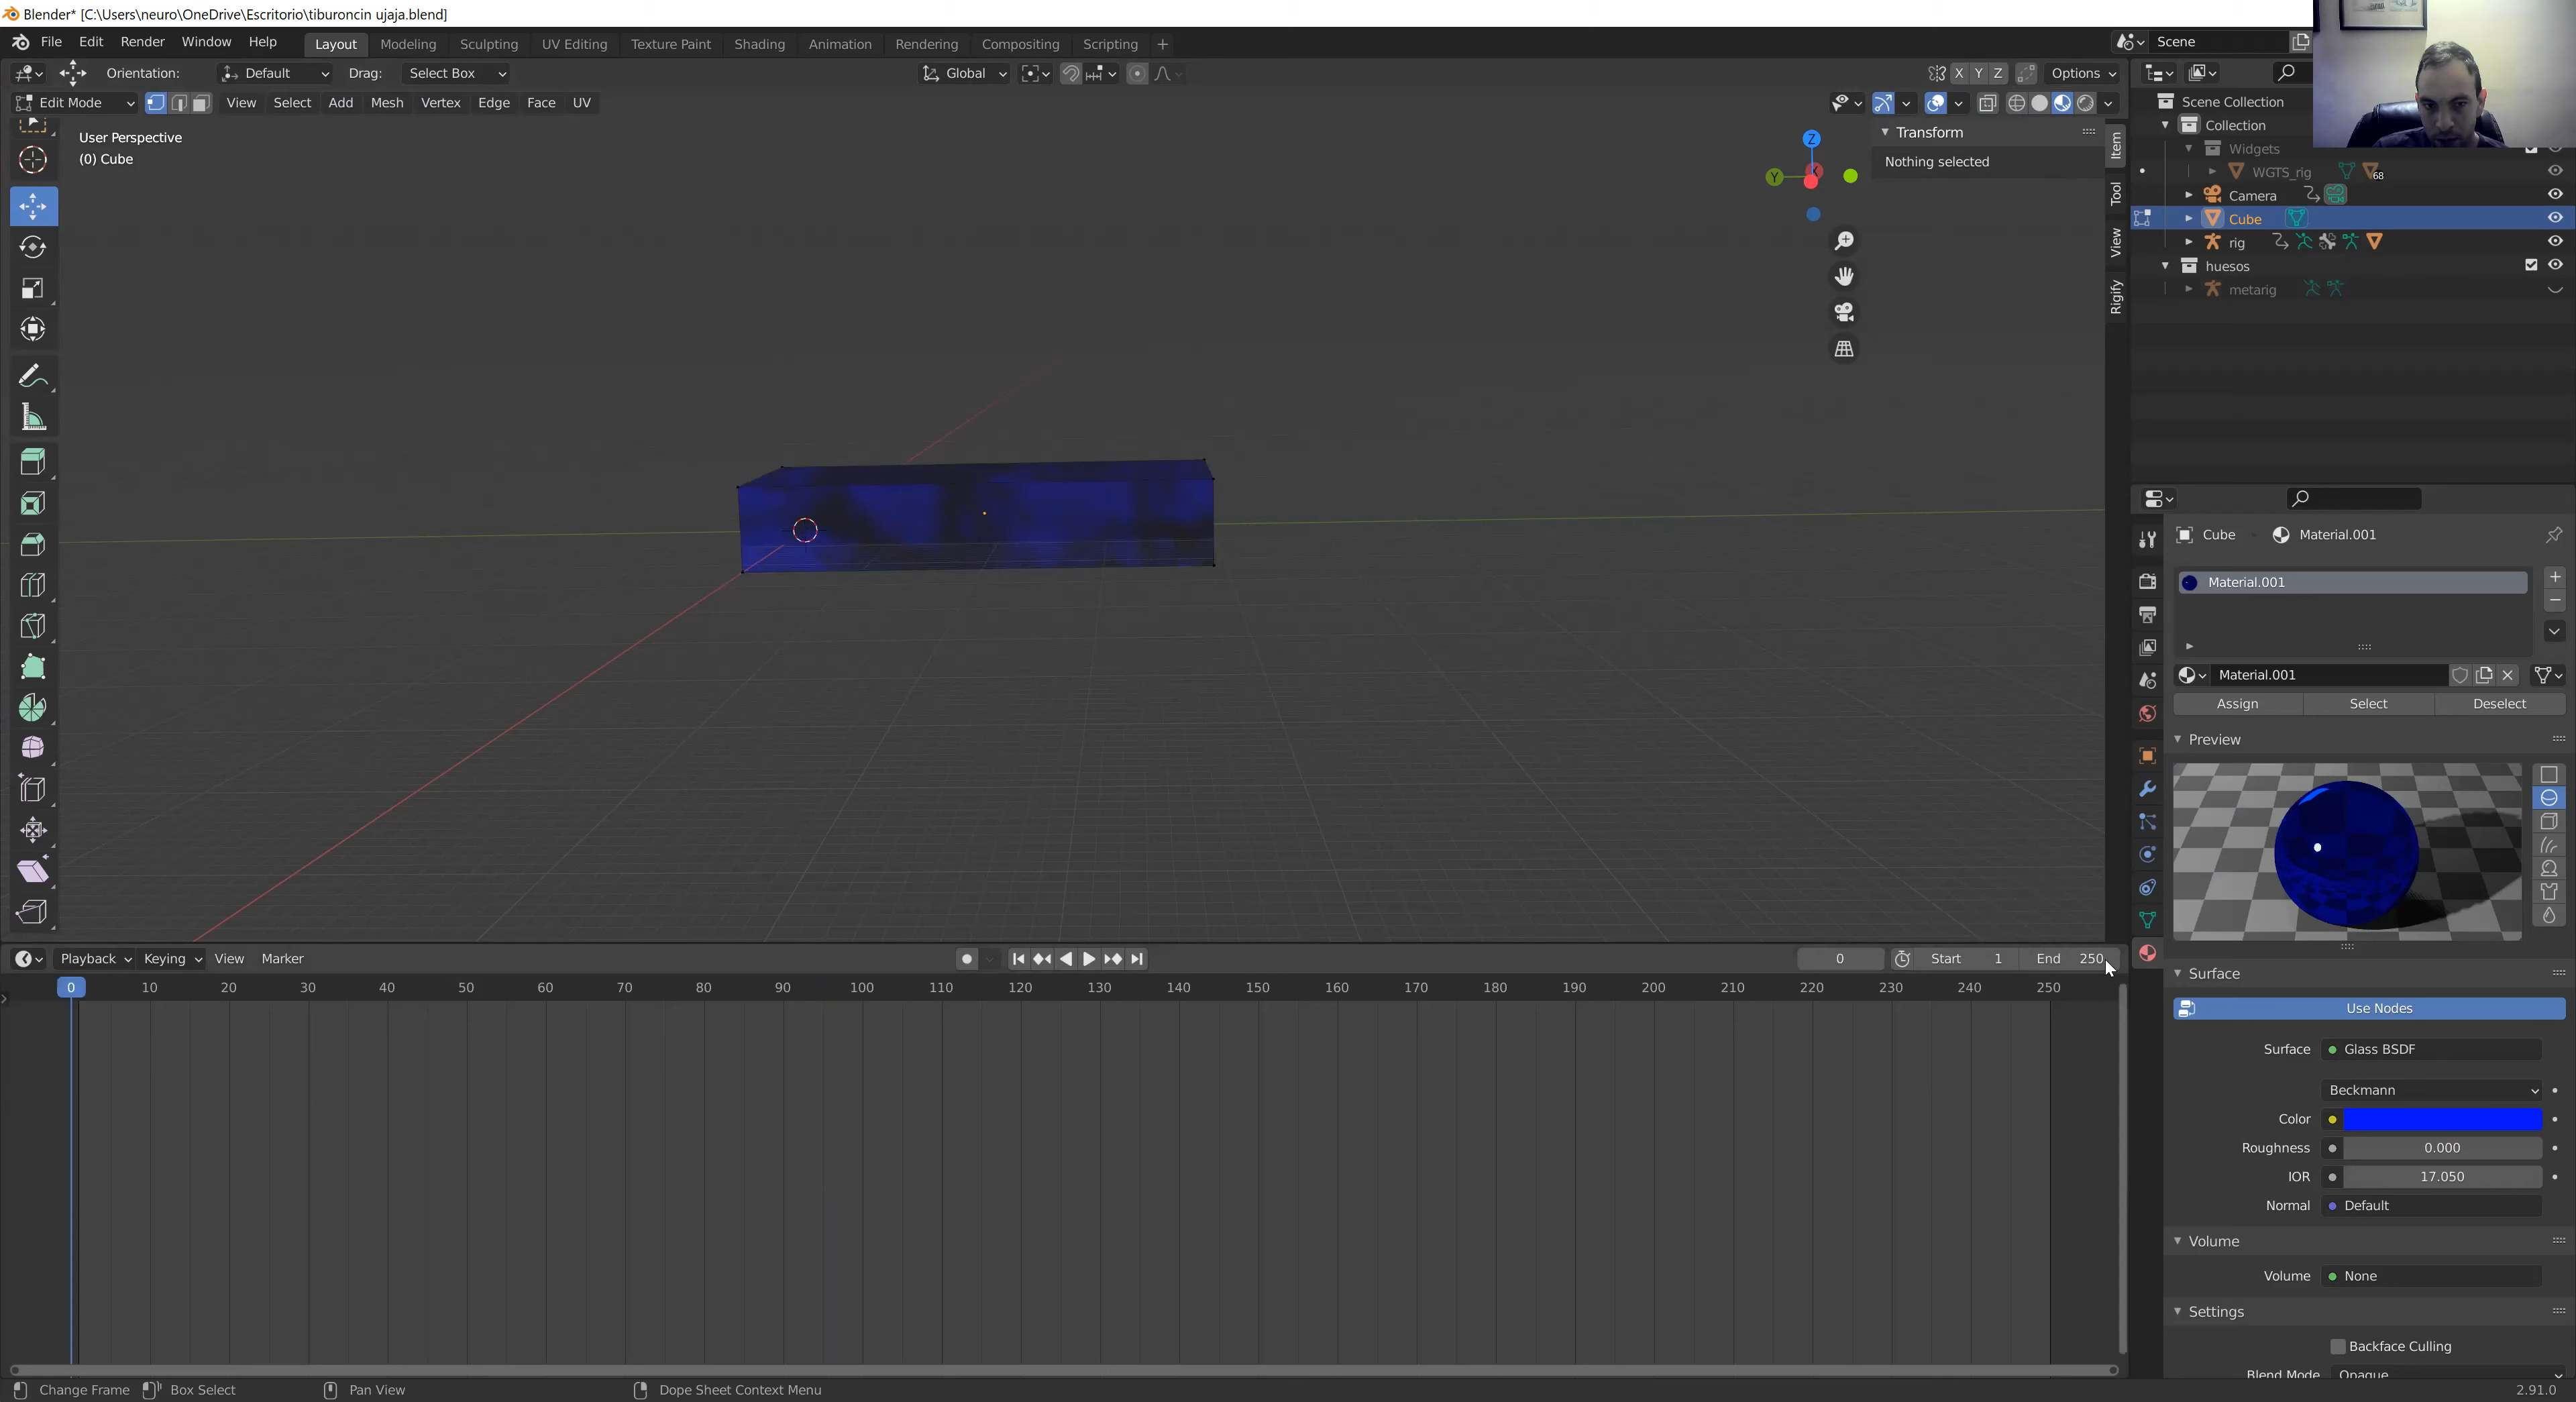 Blender* [C:\Users\neuro\OneDrive\Escritorio\tiburoncin ujaja.blend]
File Edit Render Window Help Layout Modeling Sculpting UV Editing Texture Paint Shading Animation Rendering Compositing Scripting + Scene
Orientation: Default Drag: Select Box Global X Y Z Options
Edit Mode View Select Add Mesh Vertex Edge Face UV
User Perspective
(0) Cube
Z
Y
X
Transform
Nothing selected
Item
Tool
View
Rigify
Scene Collection
Collection
Widgets
WGTS_rig 68
Camera
Cube
rig
huesos
metarig
Cube Material.001
Material.001
Material.001
Assign Select Deselect
Preview
Surface
Use Nodes
Surface Glass BSDF
Beckmann
Color
Roughness 0.000
IOR 17.050
Normal Default
Volume
Volume None
Settings
Backface Culling
Blend Mode Opaque
Playback Keying View Marker 0 Start 1 End 250
0 10 20 30 40 50 60 70 80 90 100 110 120 130 140 150 160 170 180 190 200 210 220 230 240 250
Change Frame Box Select Pan View Dope Sheet Context Menu 2.91.0